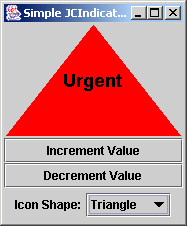 Simple JCIndicat...
Urgent
Increment Value
Decrement Value
Icon Shape: Triangle